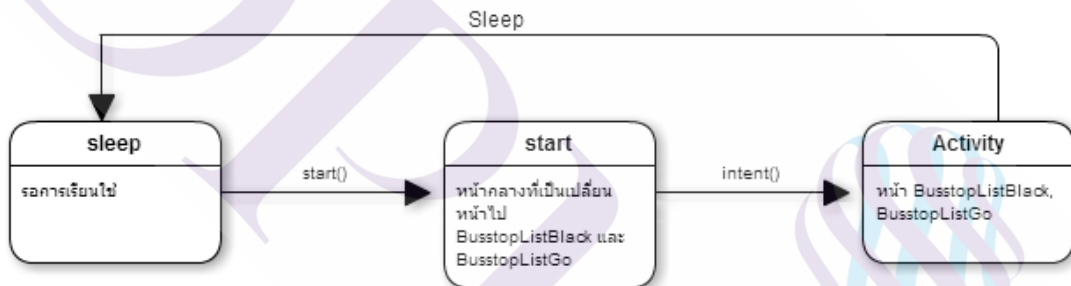 Sleep
sleep
รอการเรียนใช้
start()
start
หน้ากลางที่เป็นเปลี่ยน
หน้าไป
BusstopListBlack และ
BusstopListGo
intent()
Activity
หน้า BusstopListBlack,
BusstopListGo